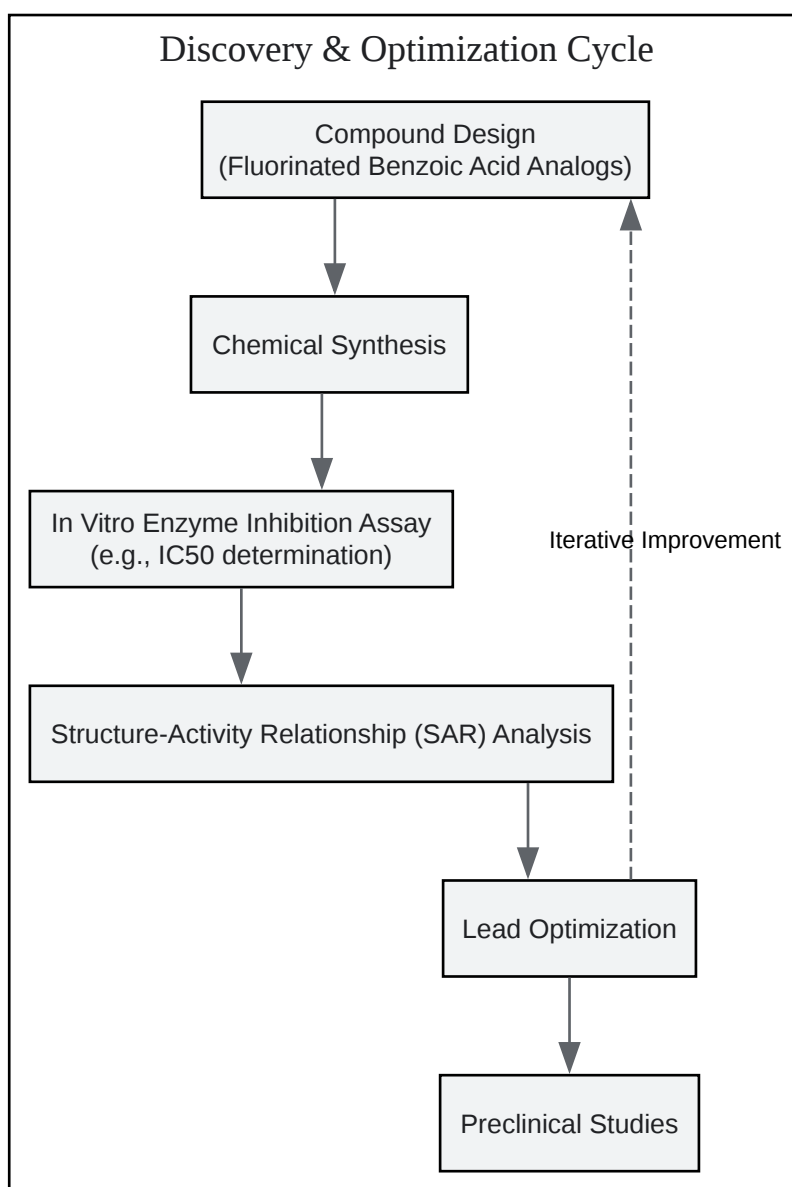 Discovery & Optimization Cycle
Compound Design
(Fluorinated Benzoic Acid Analogs)
Chemical Synthesis
In Vitro Enzyme Inhibition Assay
(e.g., IC50 determination)
Iterative Improvement
Structure-Activity Relationship (SAR) Analysis
Lead Optimization
Preclinical Studies